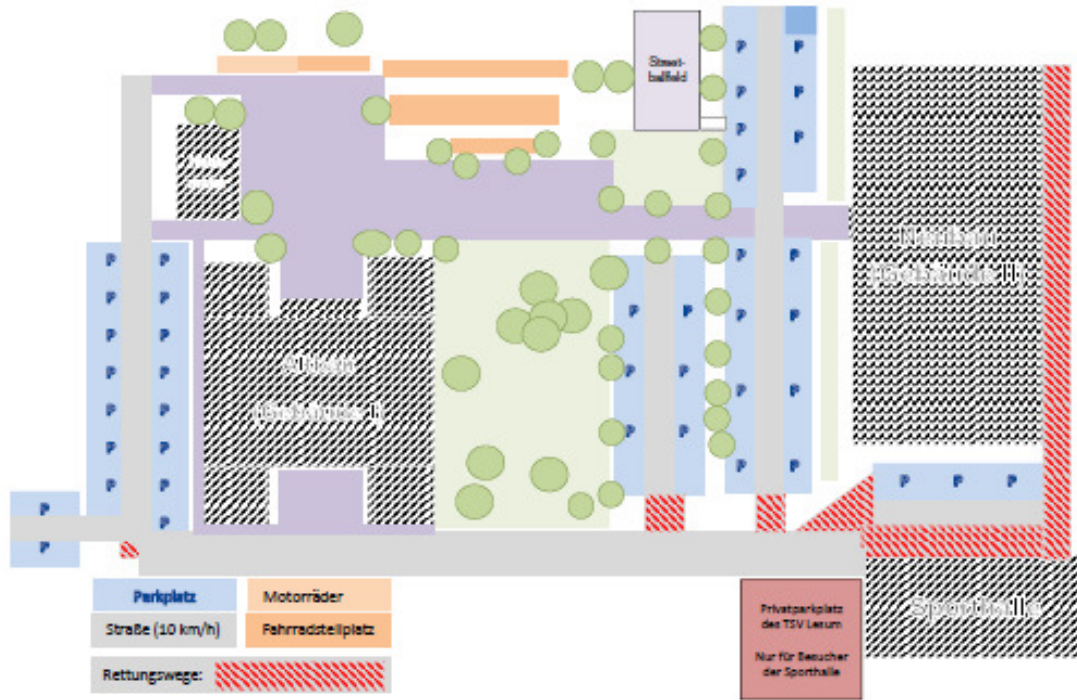 Street-
ballfield
P P
P
P
P
P
P
P
Neubau
(Gebäude II)
P P
P P
P P
P P
P P
P P
P P
P P
P
P
P
P
Altbau
(Gebäude I)
P P
P P
P P
P P
P P
P P
P P
P P
P P P
Sporthalle
Parkplatz
Motorräder
Straße (10 km/h)
Fahrradstellplatz
Rettungswege:
Privatparkplatz
des TSV Lesum
Nur für Besucher
der Sporthalle